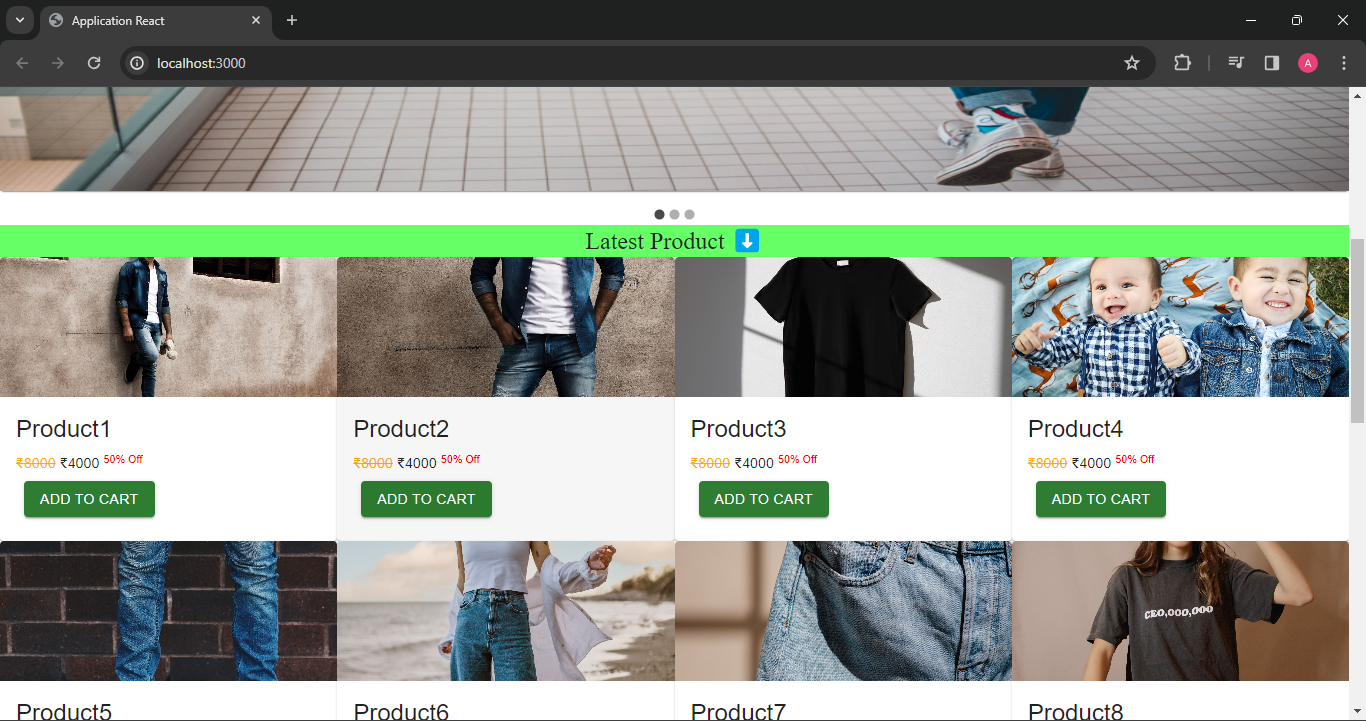 Application React
localhost:3000
A
Latest Product ⬇️
Product1
₹8000 ₹4000 50% Off
ADD TO CART
Product2
₹8000 ₹4000 50% Off
ADD TO CART
Product3
₹8000 ₹4000 50% Off
ADD TO CART
Product4
₹8000 ₹4000 50% Off
ADD TO CART
CEO,000,000
Product5
Product6
Product7
Product8